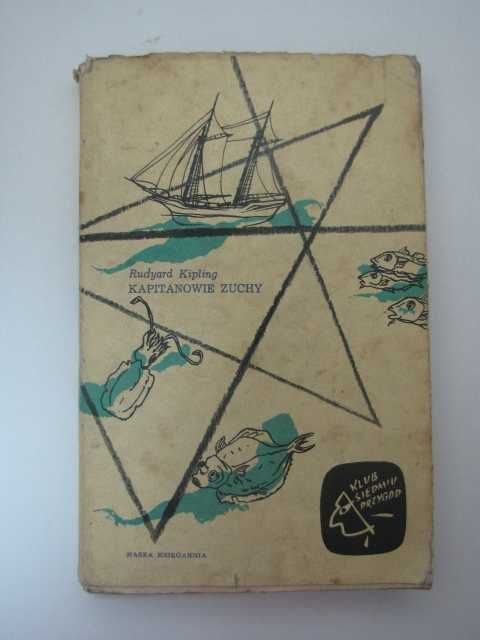 Rudyard Kipling
KAPITANOWIE ZUCHY
KLUB
SIEDMIU
PRZYGÓD
NASZA KSIĘGARNIA